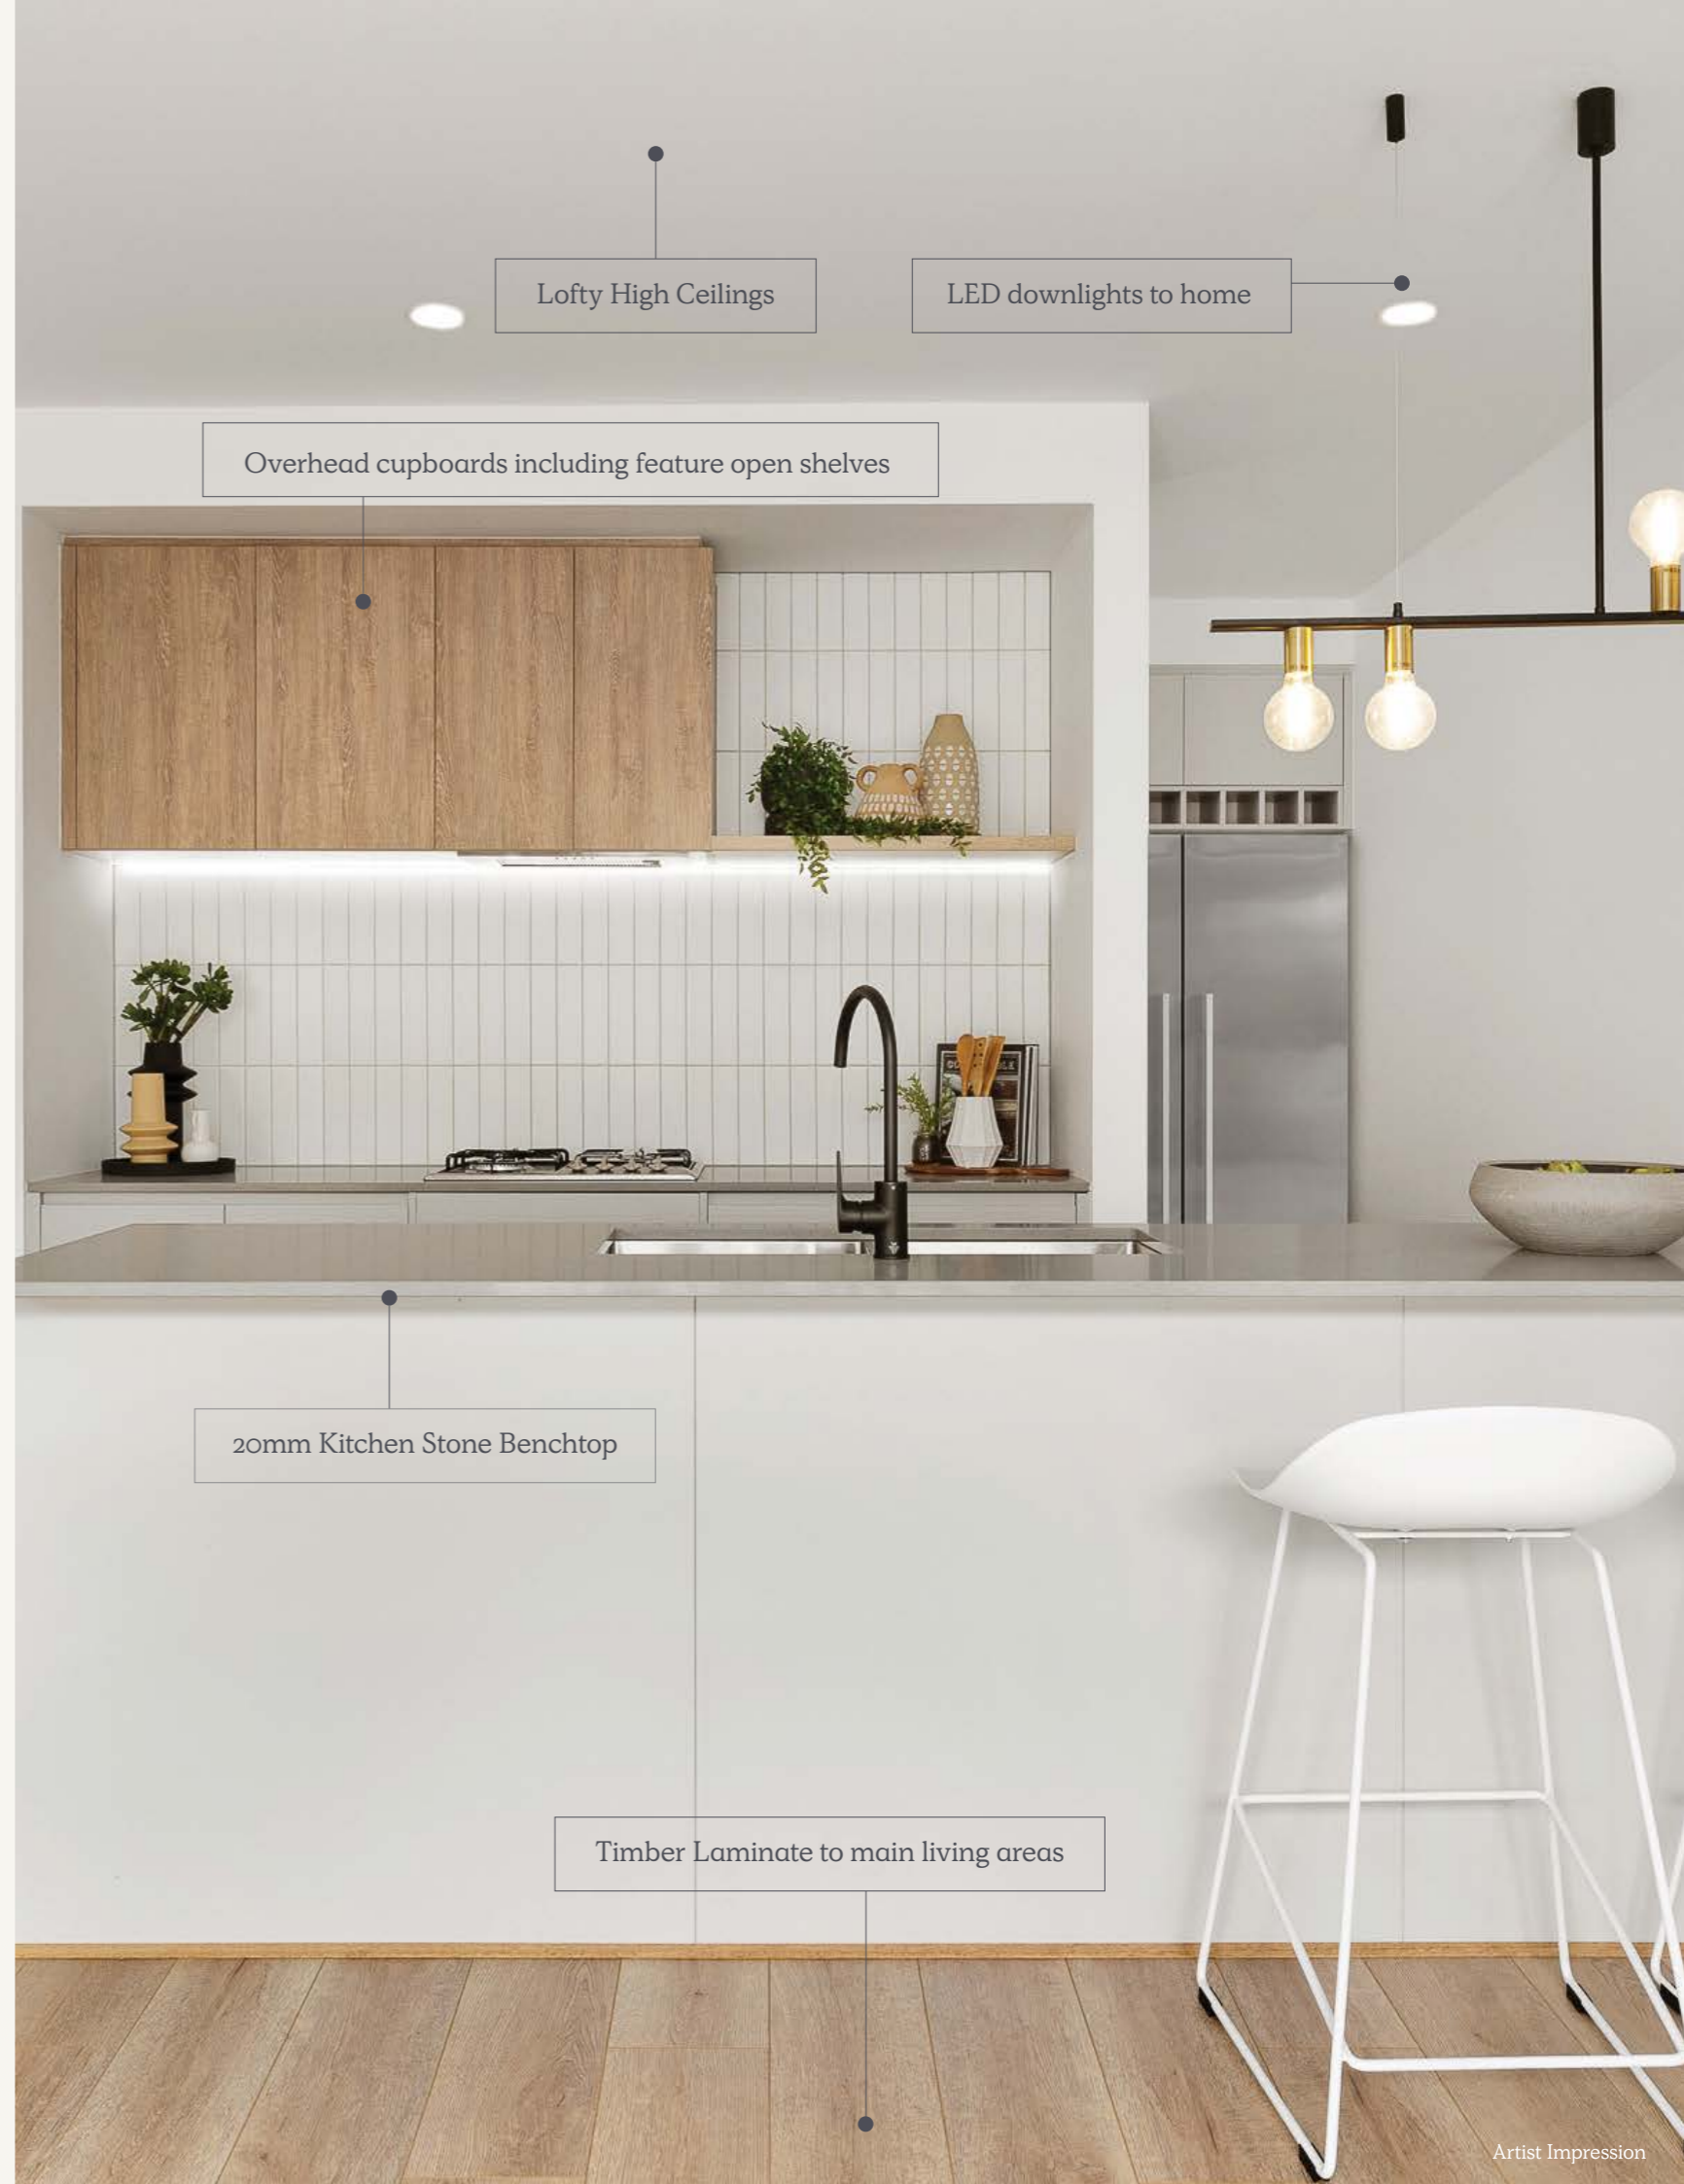 Lofty High Ceilings
LED downlights to home
Overhead cupboards including feature open shelves
20mm Kitchen Stone Benchtop
Timber Laminate to main living areas
Artist Impression